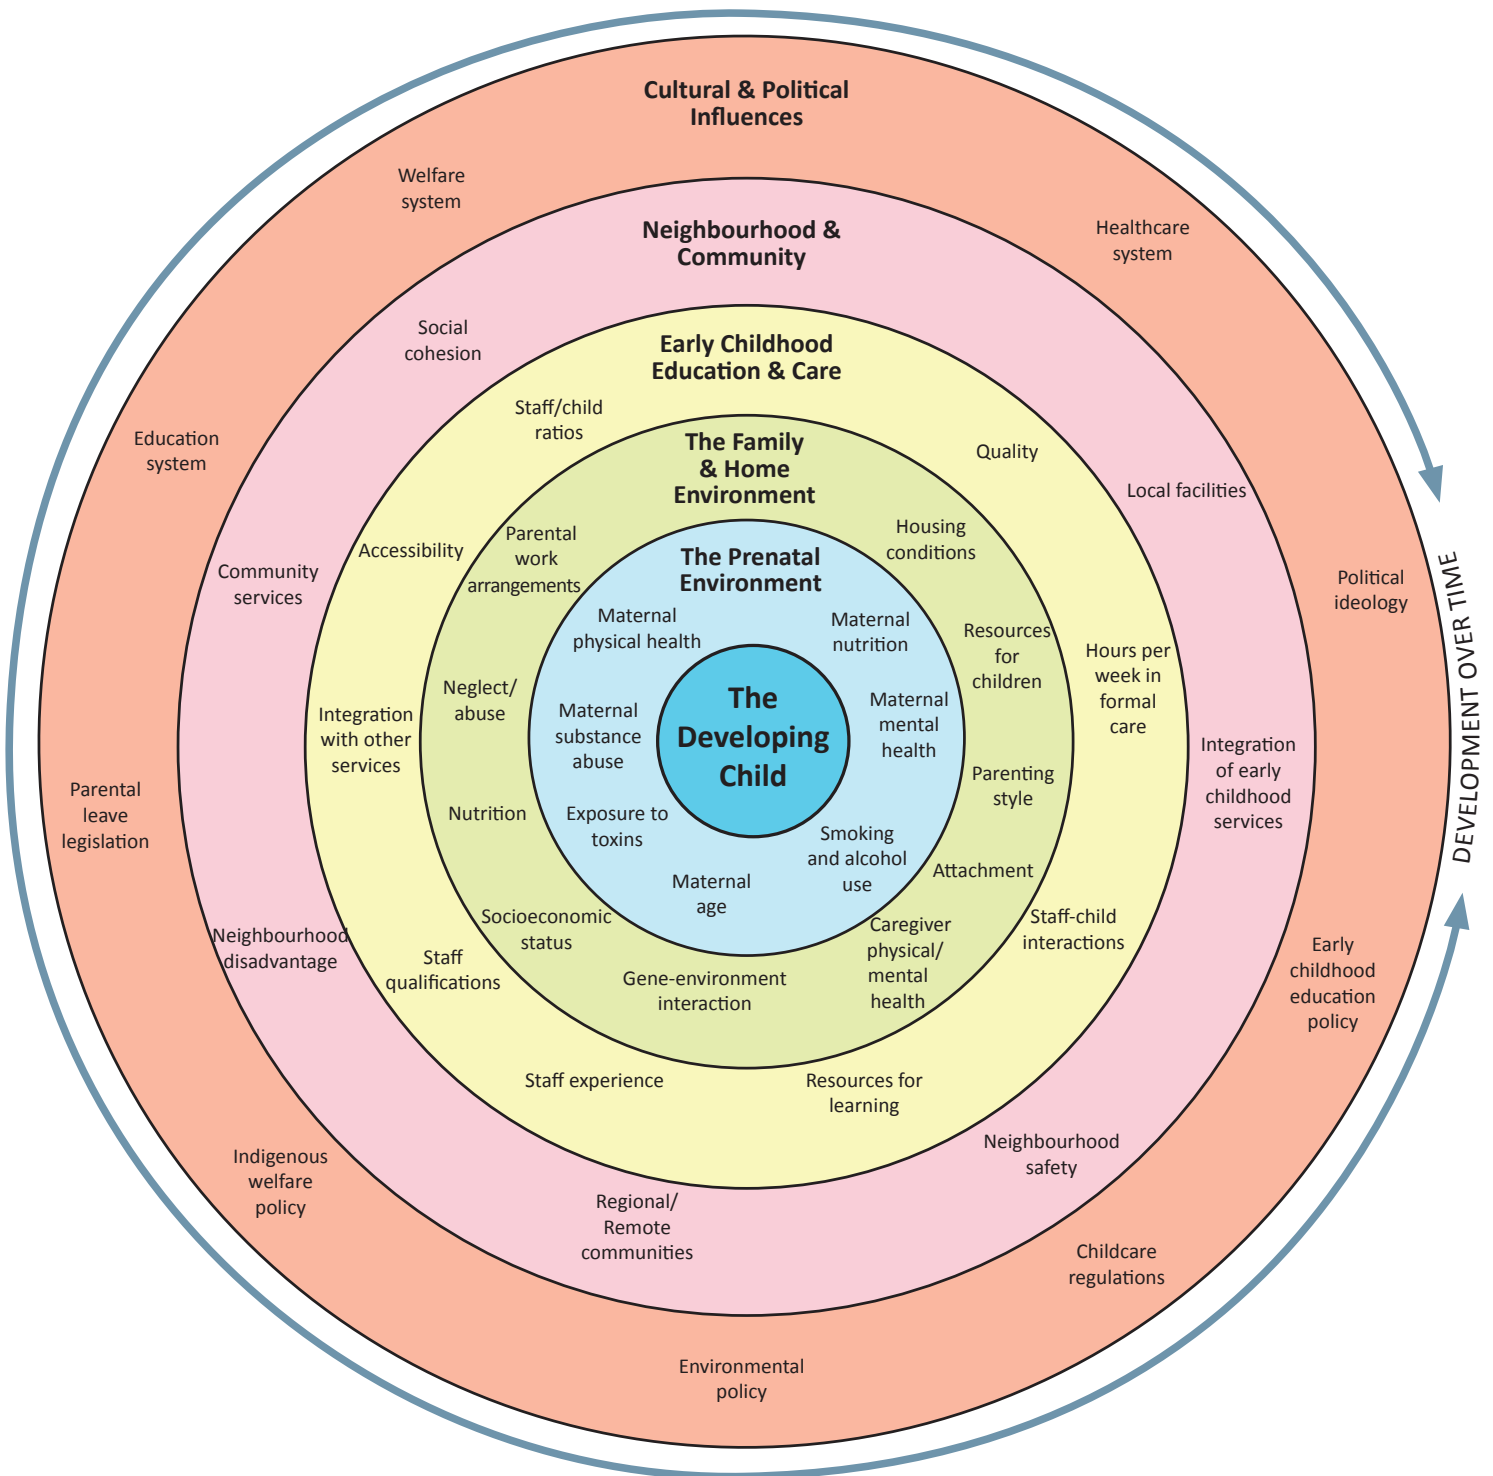 Cultural & Political
Influences
Welfare
system
Healthcare
system
Education
system
Political
ideology
Parental
leave
legislation
Early
childhood
education
policy
Indigenous
welfare
policy
Childcare
regulations
Environmental
policy
Neighbourhood &
Community
Social
cohesion
Local facilities
Community
services
Integration
of early
childhood
services
Neighbourhood
disadvantage
Neighbourhood
safety
Regional/
Remote
communities
Early Childhood
Education & Care
Staff/child
ratios
Quality
Accessibility
Hours per
week in
formal
care
Integration
with other
services
Staff-child
interactions
Staff
qualifications
Staff experience
Resources for
learning
The Family
& Home
Environment
Parental
work
arrangements
Housing
conditions
Resources
for
children
Neglect/
abuse
Parenting
style
Nutrition
Attachment
Socioeconomic
status
Caregiver
physical/
mental
health
Gene-environment
interaction
The Prenatal
Environment
Maternal
physical health
Maternal
nutrition
Maternal
substance
abuse
Maternal
mental
health
Exposure to
toxins
Smoking
and alcohol
use
Maternal
age
The
Developing
Child
DEVELOPMENT OVER TIME